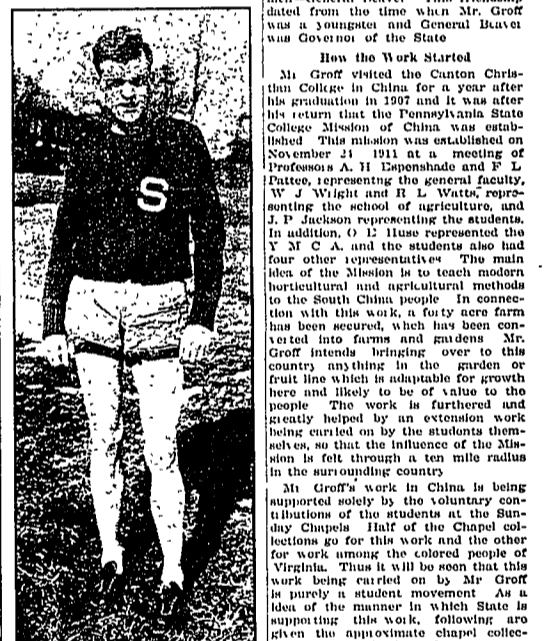 S
dated from the time when Mr. Groff
was a youngster and General Beaver
was Governor of the State
How the Work Started
Mr Groff visited the Canton Chris-
tian College in China for a year after
his graduation in 1907 and it was after
his return that the Pennsylvania State
College Mission of China was estab-
lished This mission was established on
November 21 1911 at a meeting of
Professors A. H Espenshade and F L
Pattee, representng the general faculty,
W J Wright and R L Watts, repre-
senting the school of agriculture, and
J. P Jackson representing the students.
In addition, O E Huse represented the
Y M C A. and the students also had
four other representatives The main
idea of the Mission is to teach modern
horticultural and agricultural methods
to the South China people In connec-
tion with this work, a forty acre farm
has been secured, whch has been con-
verted into farms and gardens Mr.
Groff intends bringing over to this
country anything in the garden or
fruit line which is adaptable for growth
here and likely to be of value to the
people The work is furthered and
greatly helped by an extension work
being carried on by the students them-
selves, so that the influence of the Mis-
sion is felt through a ten mile radius
in the surrounding country
Mr Groff's work in China is being
supported solely by the voluntary con-
tributions of the students at the Sun-
day Chapels Half of the Chapel col-
lections go for this work and the other
for work among the colored people of
Virginia. Thus it will be seen that this
work being carried on by Mr Groff
is purely a student movement As a
idea of the manner in which State is
supporting this work, following are
given the approximate chapel collec-